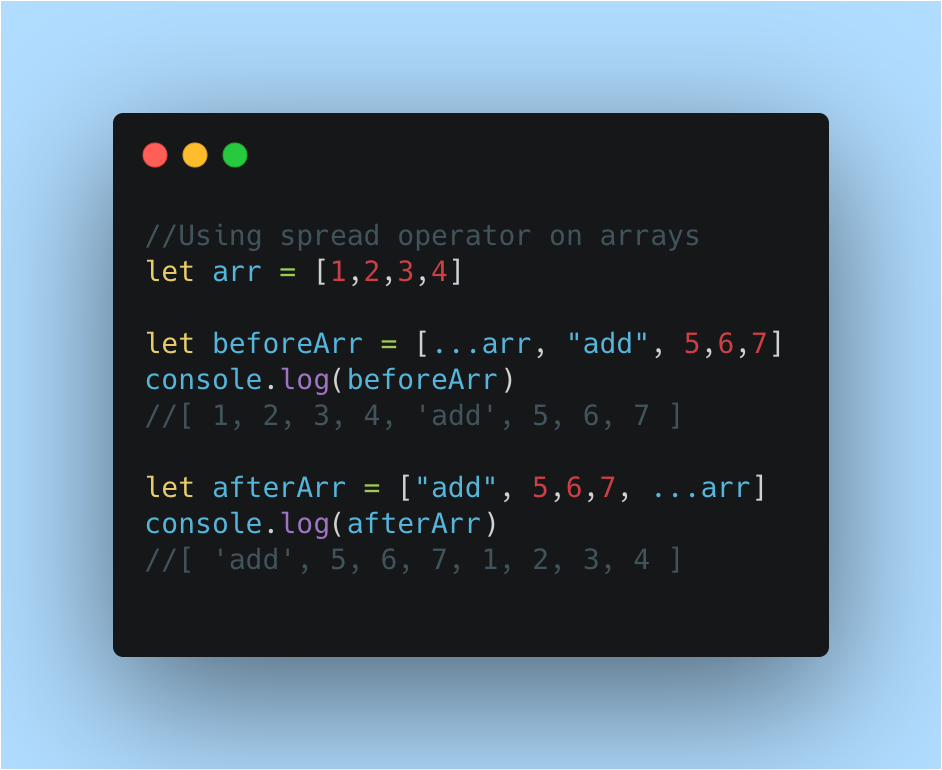 //Using spread operator on arrays
let arr = [1,2,3,4]
let beforeArr = [...arr, "add", 5,6,7]
console.log(beforeArr)
//[ 1, 2, 3, 4, 'add', 5, 6, 7 ]
let afterArr = ["add", 5,6,7, ...arr]
console.log(afterArr)
//[ 'add', 5, 6, 7, 1, 2, 3, 4 ]